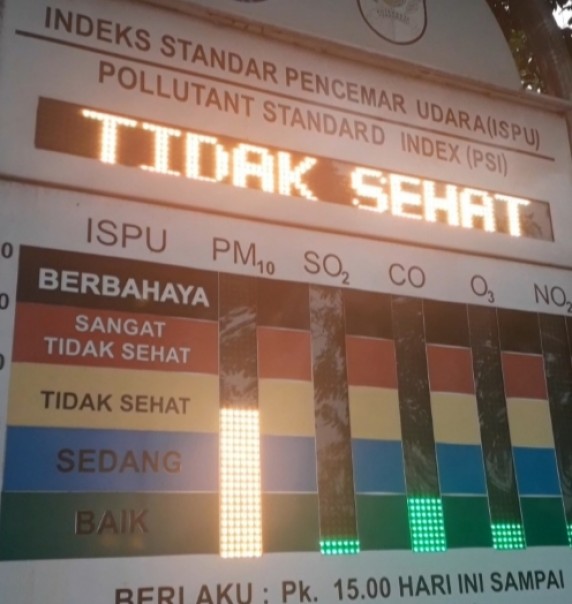 INDEKS STANDAR PENCEMAR UDARA(ISPU)
POLLUTANT STANDARD INDEX (PSI)
TIDAK SEHAT
ISPU PM10 SO2 CO O3 NO2
BERBAHAYA
SANGAT
TIDAK SEHAT
TIDAK SEHAT
SEDANG
BAIK
BERLAKU : Pk. 15.00 HARI INI SAMPAI